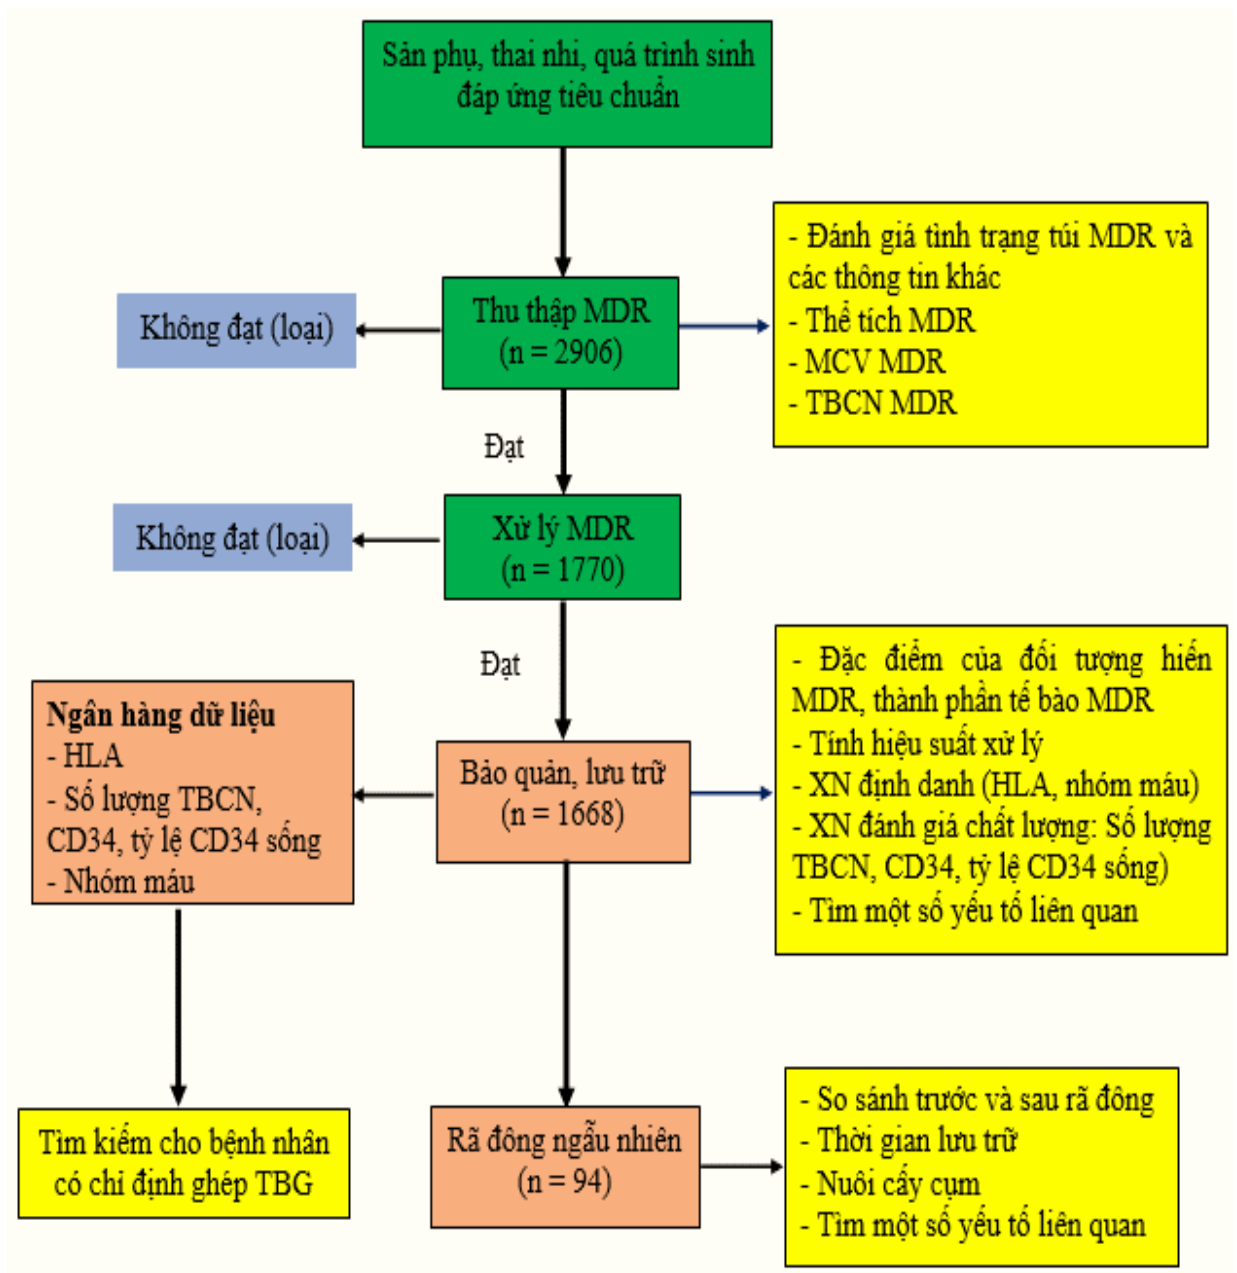 Sản phụ, thai nhi, quá trình sinh
đáp ứng tiêu chuẩn
- Đánh giá tình trạng túi MDR và
các thông tin khác
- Thể tích MDR
- MCV MDR
- TBCN MDR
Thu thập MDR
(n = 2906)
Không đạt (loại)
Đạt
Xử lý MDR
(n = 1770)
Không đạt (loại)
Đạt
- Đặc điểm của đối tượng hiến
MDR, thành phần tế bào MDR
- Tính hiệu suất xử lý
- XN định danh (HLA, nhóm máu)
- XN đánh giá chất lượng: Số lượng
TBCN, CD34, tỷ lệ CD34 sống)
- Tìm một số yếu tố liên quan
Ngân hàng dữ liệu
- HLA
- Số lượng TBCN,
CD34, tỷ lệ CD34 sống
- Nhóm máu
Bảo quản, lưu trữ
(n = 1668)
Tìm kiếm cho bệnh nhân
có chỉ định ghép TBG
Rã đông ngẫu nhiên
(n = 94)
- So sánh trước và sau rã đông
- Thời gian lưu trữ
- Nuôi cấy cụm
- Tìm một số yếu tố liên quan